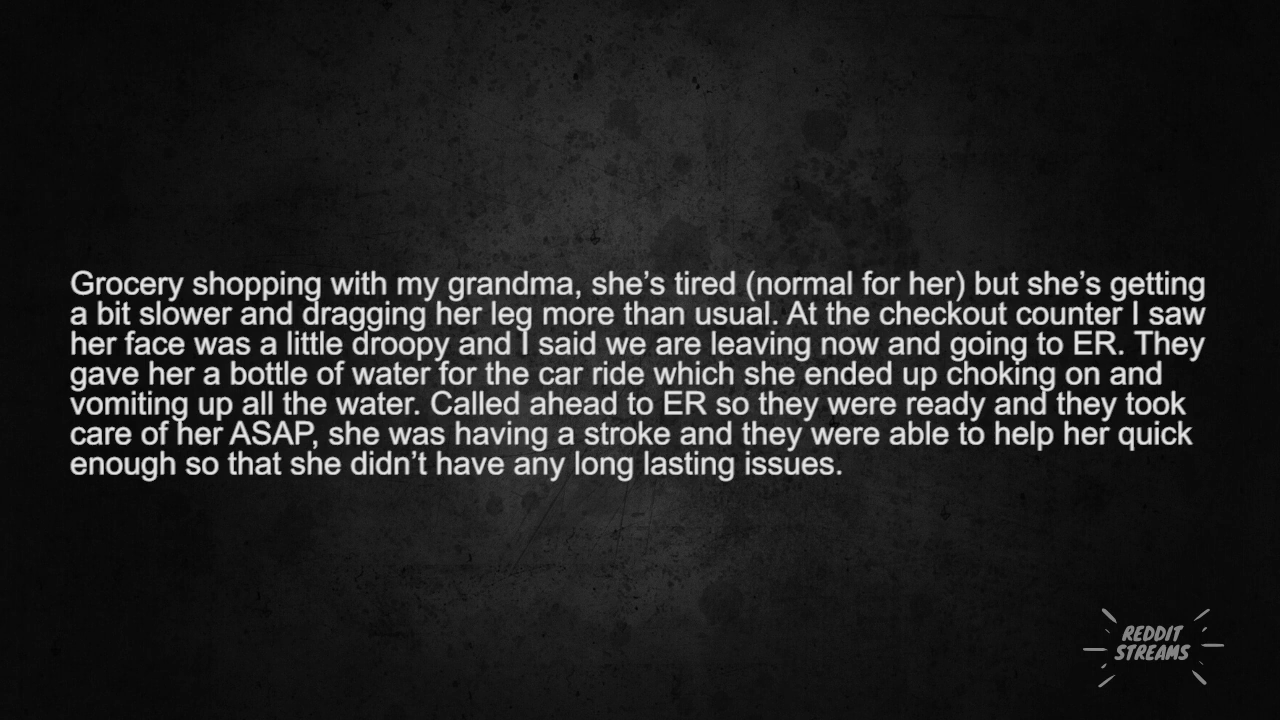 Grocery shopping with my grandma, she’s tired (normal for her) but she’s getting
a bit slower and dragging her leg more than usual. At the checkout counter I saw
her face was a little droopy and I said we are leaving now and going to ER. They
gave her a bottle of water for the car ride which she ended up choking on and
vomiting up all the water. Called ahead to ER so they were ready and they took
care of her ASAP, she was having a stroke and they were able to help her quick
enough so that she didn’t have any long lasting issues.
REDDIT
STREAMS